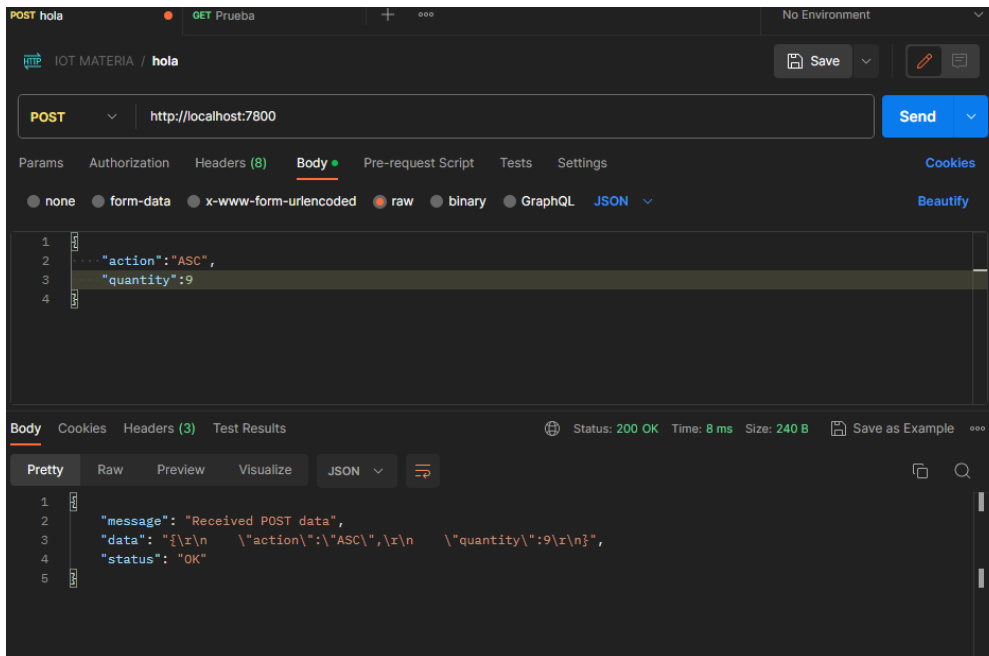 POST hola GET Prueba No Environment
HTTP IOT MATERIA / hola Save
POST http://localhost:7800 Send
Params Authorization Headers (8) Body Pre-request Script Tests Settings Cookies
none form-data x-www-form-urlencoded raw binary GraphQL JSON Beautify
1 {
2 "action":"ASC",
3 "quantity":9
4 }
Body Cookies Headers (3) Test Results Status: 200 OK Time: 8 ms Size: 240 B Save as Example
Pretty Raw Preview Visualize JSON
1 {
2 "message": "Received POST data",
3 "data": "{\r\n    \"action\":\"ASC\",\r\n    \"quantity\":9\r\n}",
4 "status": "OK"
5 }